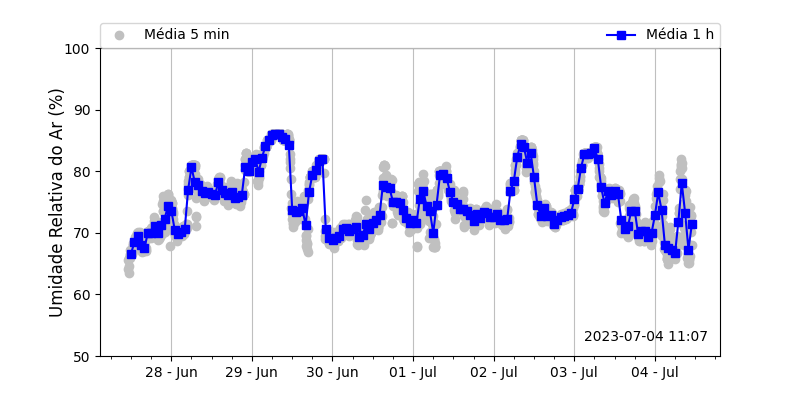 Média 5 min
Média 1 h
100
90
80
70
60
50
Umidade Relativa do Ar (%)
2023-07-04 11:07
28 - Jun
29 - Jun
30 - Jun
01 - Jul
02 - Jul
03 - Jul
04 - Jul